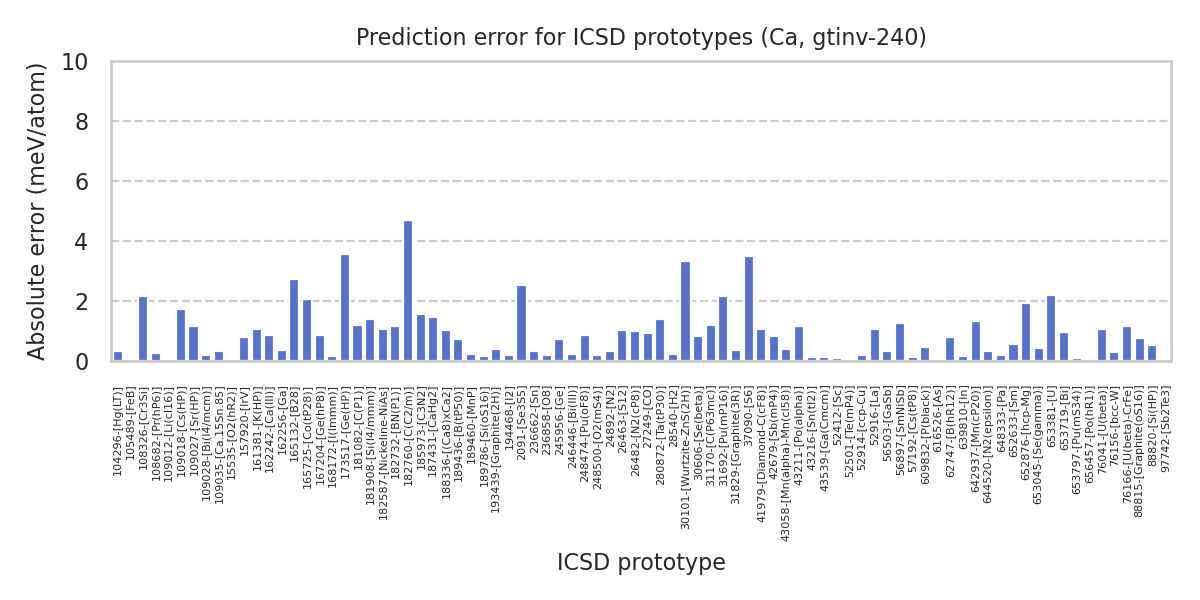 Prediction error for ICSD prototypes (Ca, gtinv-240)
Absolute error (meV/atom)
10
8
6
4
2
0
104296-[Hg(LT)]
105489-[FeB]
108326-[Cr3Si]
108682-[Pr(hP6)]
109012-[Li(cI16)]
109018-[Cs(HP)]
109027-[Sr(HP)]
109028-[Bi(I4/mcm)]
109035-[Ca.15Sn.85]
15535-[O2(hR2)]
157920-[IrV]
161381-[K(HP)]
162242-[Ca(III)]
162256-[Ga]
165132-[B28]
165725-[Co(tP28)]
167204-[Ge(hP8)]
168172-[I(Immm)]
173517-[Ge(HP)]
181082-[C(P1)]
181908-[Si(I4/mmm)]
182587-[Nickeline-NiAs]
182732-[BN(P1)]
182760-[C(C2/m)]
185973-[C3N2]
187431-[CaHg2]
188336-[(Ca8)xCa2]
189436-[B(tP50)]
189460-[MnP]
189786-[Si(oS16)]
193439-[Graphite(2H)]
194468-[I2]
2091-[Se3S5]
236662-[Sn]
236858-[O8]
245956-[Ge]
246446-[Bi(III)]
248474-[Pu(oF8)]
248500-[O2(mS4)]
24892-[N2]
26463-[S12]
26482-[N2(cP8)]
27249-[CO]
280872-[Ta(tP30)]
28540-[H2]
30101-[Wurtzite-ZnS(2H)]
30606-[Se(beta)]
31170-[C(P63mc)]
31692-[Pu(mP16)]
31829-[Graphite(3R)]
37090-[S6]
41979-[Diamond-C(cF8)]
42679-[Sb(mP4)]
43058-[Mn(alpha)-Mn(cI58)]
43211-[Po(alpha)]
43216-[Sn(tI2)]
43539-[Ga(Cmcm)]
52412-[Sc]
52501-[Te(mP4)]
52914-[ccp-Cu]
52916-[La]
56503-[GaSb]
56897-[SmNiSb]
57192-[Cs(tP8)]
609832-[P(black)]
616526-[As]
62747-[B(hR12)]
639810-[In]
642937-[Mn(cP20)]
644520-[N2(epsilon)]
648333-[Pa]
652633-[Sm]
652876-[hcp-Mg]
653045-[Se(gamma)]
653381-[U]
653719-[I]
653797-[Pu(mS34)]
656457-[Po(hR1)]
76041-[U(beta)]
76156-[bcc-W]
76166-[U(beta)-CrFe]
88815-[Graphite(oS16)]
88820-[Si(HP)]
97742-[Sb2Te3]
ICSD prototype